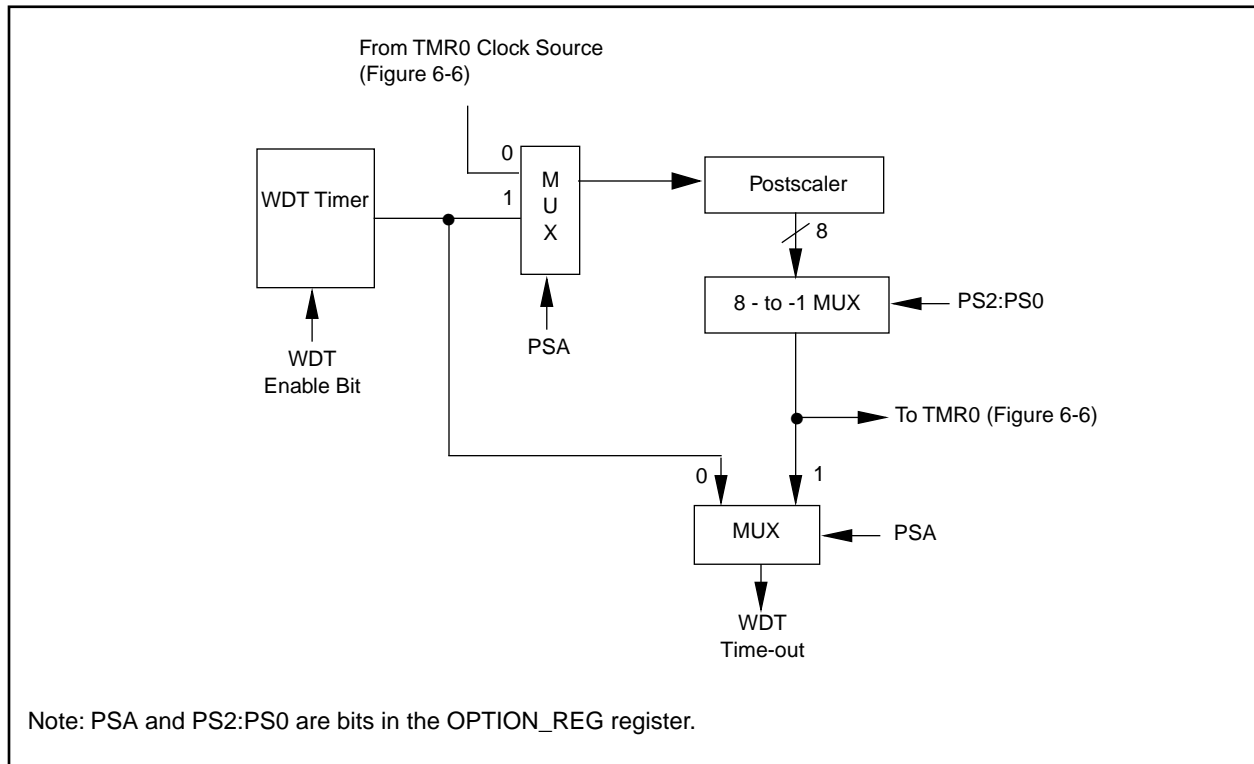 From TMR0 Clock Source
(Figure 6-6)
0
1
M
U
X
WDT Timer
Postscaler
8
8 - to -1 MUX
PS2:PS0
PSA
WDT
Enable Bit
To TMR0 (Figure 6-6)
0
1
MUX
PSA
WDT
Time-out
Note: PSA and PS2:PS0 are bits in the OPTION_REG register.